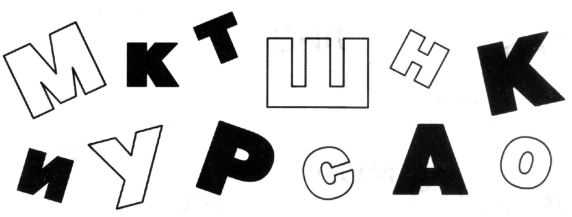 М К Т Ш Н К
И У Р С А О